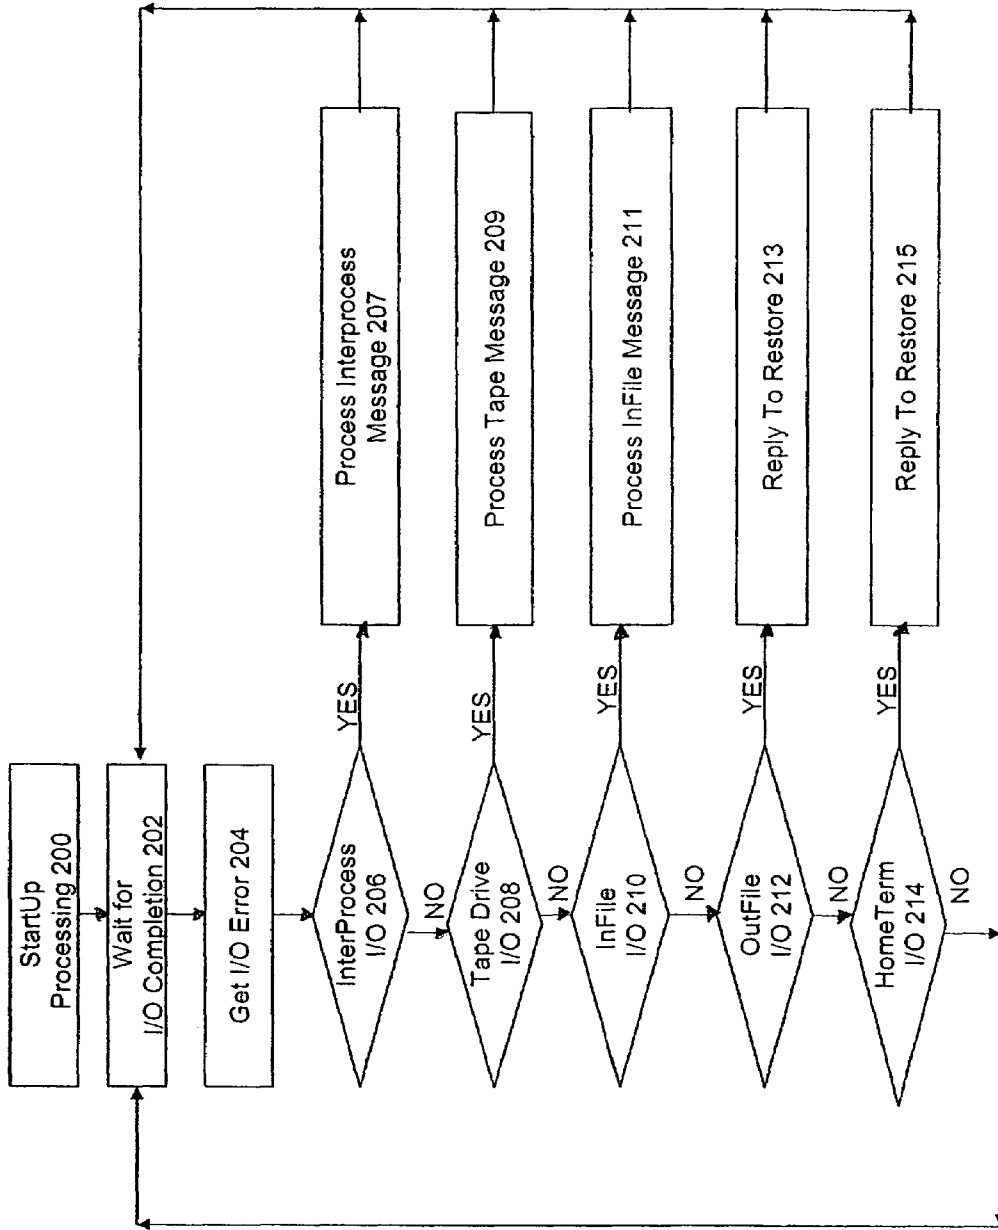 StartUp
Processing 200
Wait for
I/O Completion 202
Get I/O Error 204
InterProcess
I/O 206
YES
Process Interprocess
Message 207
NO
Tape Drive
I/O 208
YES
Process Tape Message 209
NO
InFile
I/O 210
YES
Process InFile Message 211
NO
OutFile
I/O 212
YES
Reply To Restore 213
NO
HomeTerm
I/O 214
YES
Reply To Restore 215
NO